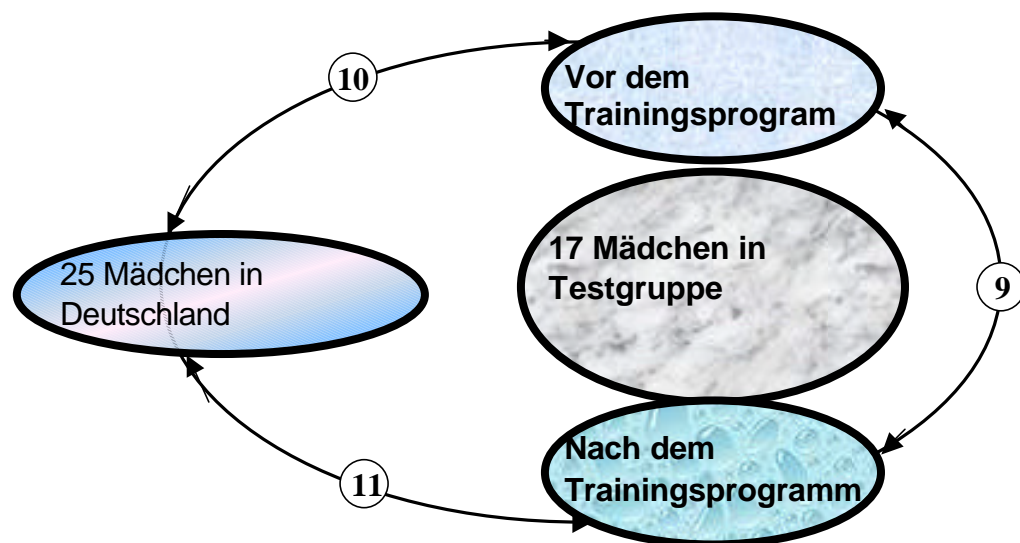 10
Vor dem
Trainingsprogram
25 Mädchen in
Deutschland
17 Mädchen in
Testgruppe
9
11
Nach dem
Trainingsprogramm